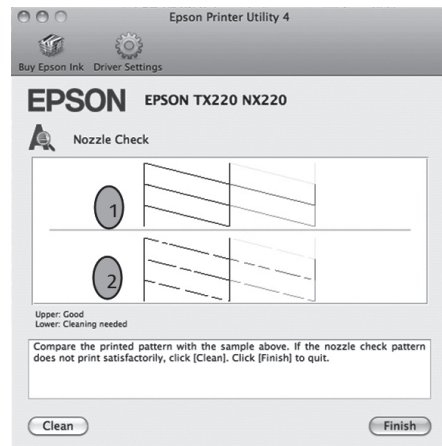 Epson Printer Utility 4
Buy Epson Ink Driver Settings
EPSON EPSON TX220 NX220
Nozzle Check
1
2
Upper: Good
Lower: Cleaning needed
Compare the printed pattern with the sample above. If the nozzle check pattern
does not print satisfactorily, click [Clean]. Click [Finish] to quit.
Clean Finish